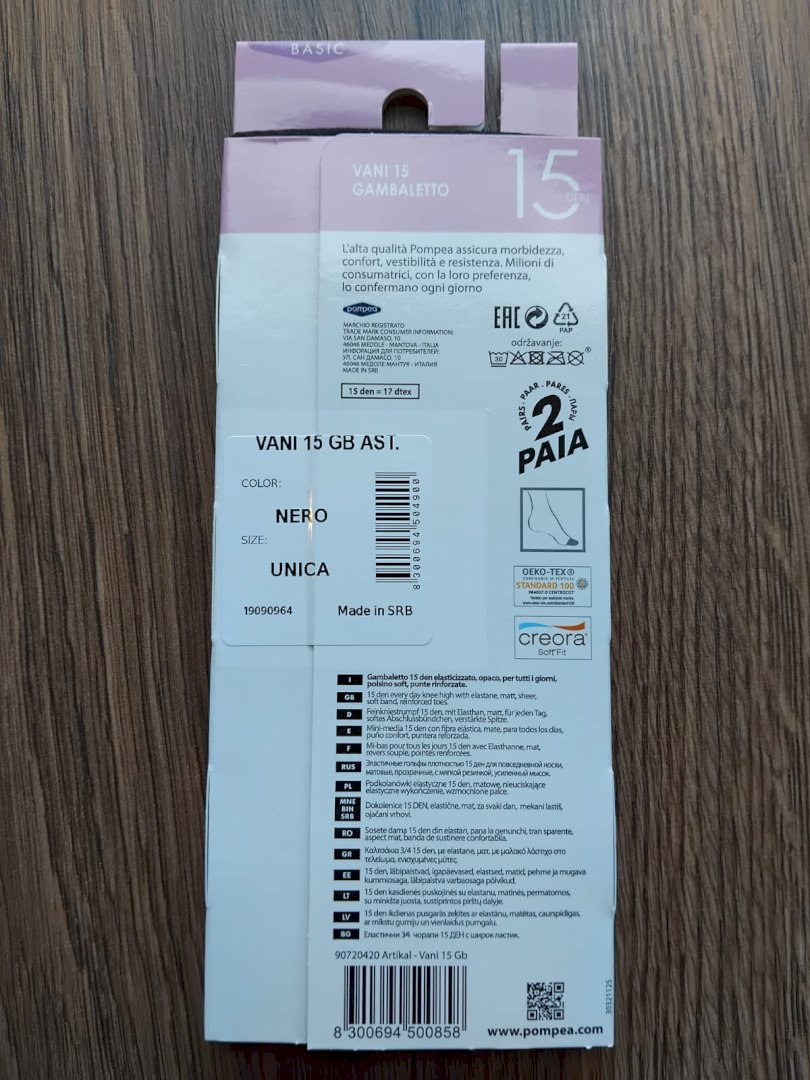 BASIC
VANI 15
GAMBALETTO
15
DEN
L'alta qualità Pompea assicura morbidezza,
confort, vestibilità e resistenza. Milioni di
consumatrici, con la loro preferenza,
lo confermano ogni giorno
pompea
MARCHIO REGISTRATO
TRADE MARK CONSUMER INFORMATION:
VIA SAN DAMASO, 10
46046 MEDOLE - MANTOVA - ITALIA
ИНФОРАЦИЯ ДЛЯ ПОТРЕБИТЕЛЕЙ:
УЛ. САН ДАМАСО, 10
46046 МЕДОЛЕ МАНТУЯ - ИТАЛИЯ
MADE IN SRB
15 den = 17 dtex
EAC
21
PAP
održavanje:
30
PAIRS · PAAR · PARES · ПАРЫ
2
PAIA
VANI 15 GB AST.
COLOR:
NERO
SIZE:
UNICA
19090964
Made in SRB
8300694504900
OEKO-TEX®
CONFIDENCE IN TEXTILES
STANDARD 100
984057 O CENTROCOT
www.oeko-tex.com/standard100
creora®
Soft Fit
I Gambaletto 15 den elasticizzato, opaco, per tutti i giorni,
polsino soft, punte rinforzate.
GB 15 den every day knee high with elastane, matt, sheer,
soft band, reinforced toes.
D Feinkniestrumpf 15 den, mit Elasthan, matt, für jeden Tag,
softes Abschlussbündchen, verstärkte Spitze.
E Mini-media 15 den con fibra elástica, mate, para todos los días,
puño confort, puntera reforzada.
F Mi-bas pour tous les jours 15 den avec Elasthanne, mat,
revers souple, pointes renforcées.
RUS Эластичные гольфы плотностью 15 ден для повседневной носки,
матовые, прозрачные, с мягкой резинкой, усиленный мысок.
PL Podkolanówki elastyczne 15 den, matowe, nieuciskające
elastyczne wykończenie, wzmocnione palce.
MNE
BIH
SRB
Dokolenice 15 DEN, elastične, mat, za svaki dan, mekani lastiš,
ojačani vrhovi.
RO Sosete dama 15 den din elastan, pana la genunchi, tran sparente,
aspect mat, banda de sustinere confortabila.
GR Καλτσάκια 3/4 15 den, με elastane, ματ, με μαλακό λάστιχο στο
τελείωμα, ενισχυμένες μύτες.
EE 15 den, läbipaistvad, igapäevased, elastsed, matid, pehme ja mugava
kummiosaga, läbipaistva varbaosaga põlvikud.
LT 15 den kasdienės puskojinės su elastanu, matinės, permatomos,
su minkšta juosta, sustiprintos pirštų dalyje.
LV 15 den ikdienas pusgarās zeķītes ar elastānu, matētas, caurspīdīgas,
ar mīkstu gumiju un vienlaidus purngalu.
BG Еластични 34 чорапи 15 ДЕН с широк ластик.
90720420 Artikal - Vani 15 Gb
8 300694 500858
30321125
www.pompea.com